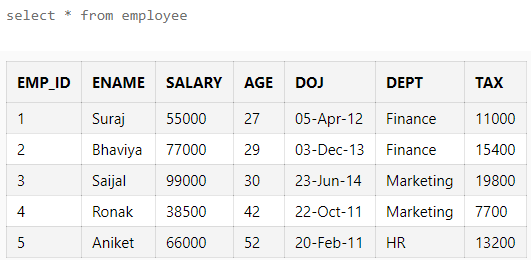 select * from employee
EMP_ID ENAME SALARY AGE DOJ DEPT TAX
1 Suraj 55000 27 05-Apr-12 Finance 11000
2 Bhaviya 77000 29 03-Dec-13 Finance 15400
3 Saijal 99000 30 23-Jun-14 Marketing 19800
4 Ronak 38500 42 22-Oct-11 Marketing 7700
5 Aniket 66000 52 20-Feb-11 HR 13200